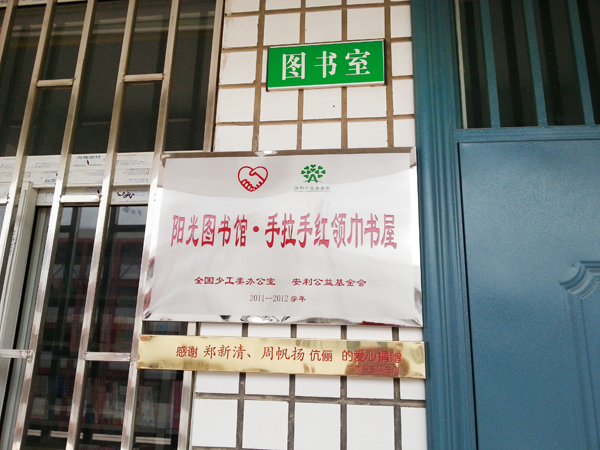 图书室
安利公益基金会
阳光图书馆·手拉手红领巾书屋
全国少工委办公室 安利公益基金会
2011—2012学年
感谢 郑新清、周帆扬 伉俪 的爱心捐赠